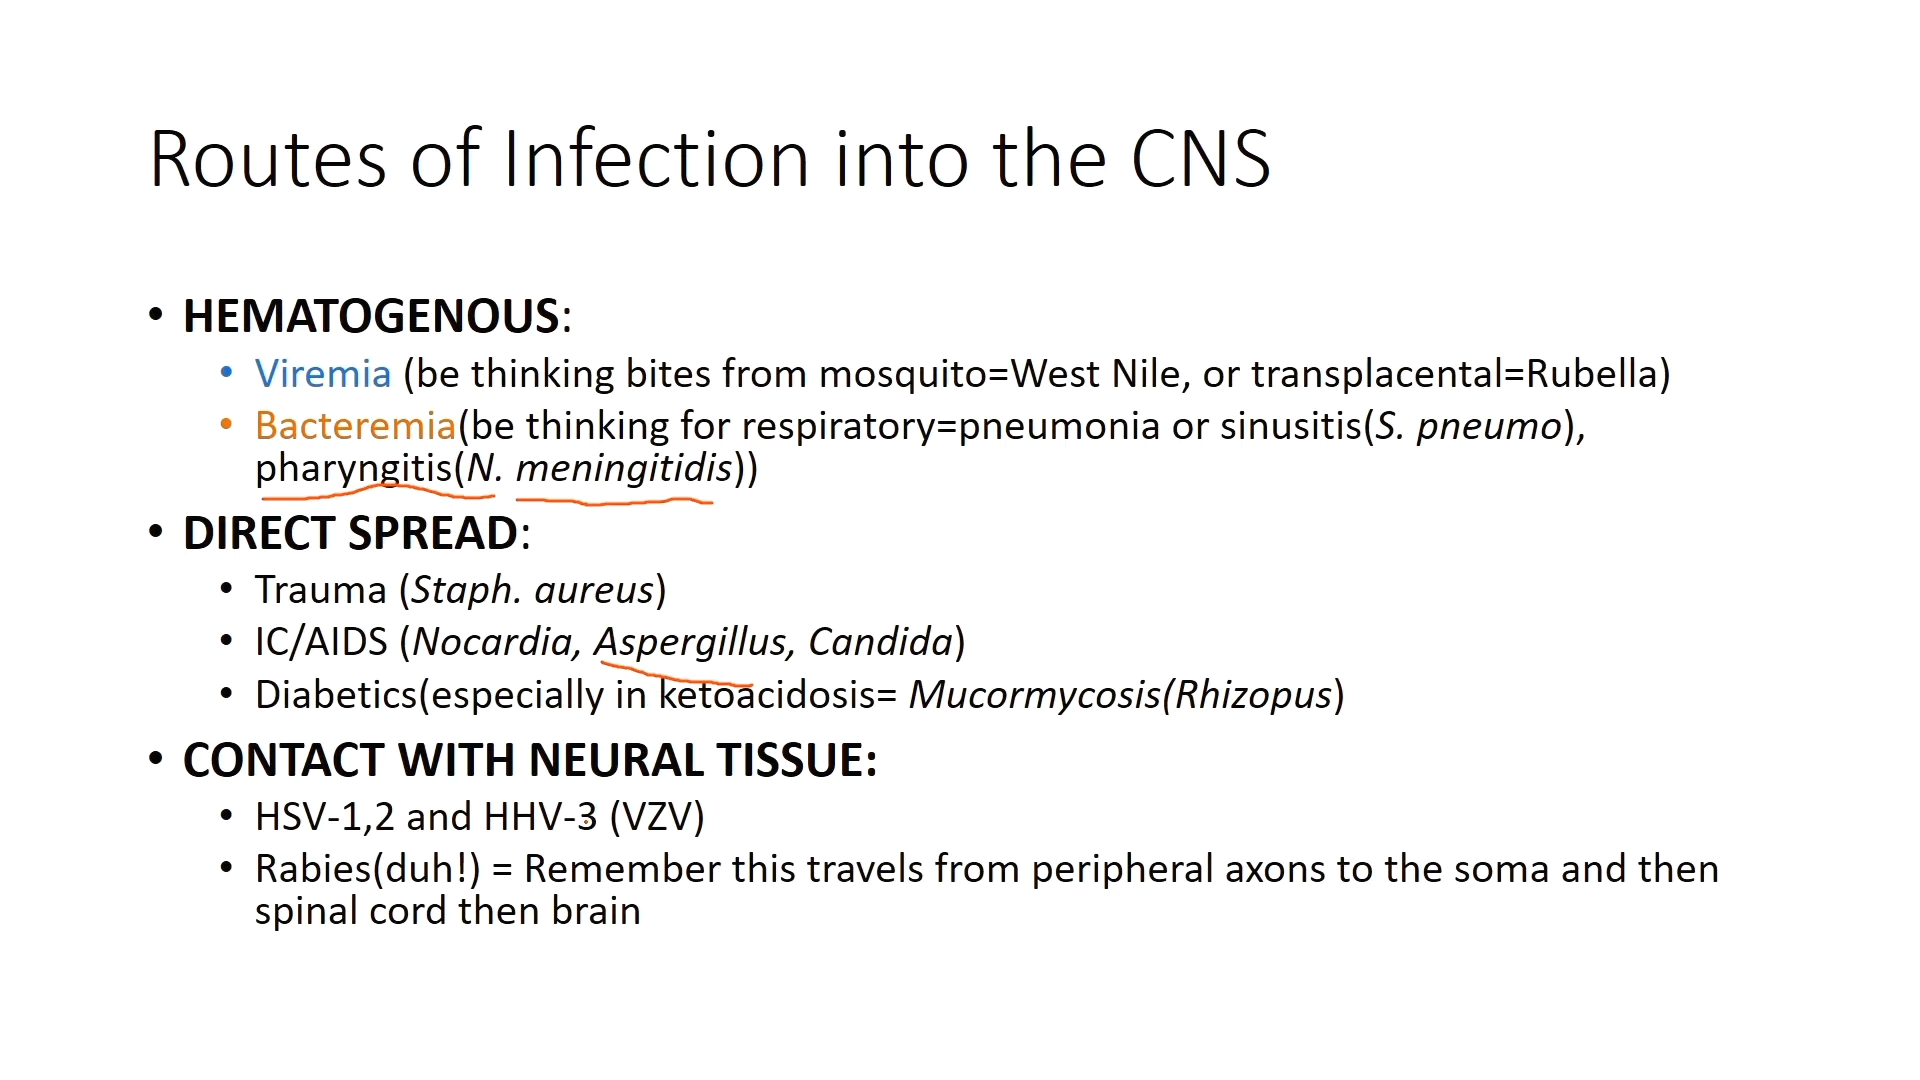 Routes of Infection into the CNS
• HEMATOGENOUS:
• Viremia (be thinking bites from mosquito=West Nile, or transplacental=Rubella)
• Bacteremia(be thinking for respiratory=pneumonia or sinusitis(S. pneumo),
pharyngitis(N. meningitidis))
• DIRECT SPREAD:
• Trauma (Staph. aureus)
• IC/AIDS (Nocardia, Aspergillus, Candida)
• Diabetics(especially in ketoacidosis= Mucormycosis(Rhizopus)
• CONTACT WITH NEURAL TISSUE:
• HSV-1,2 and HHV-3 (VZV)
• Rabies(duh!) = Remember this travels from peripheral axons to the soma and then
spinal cord then brain